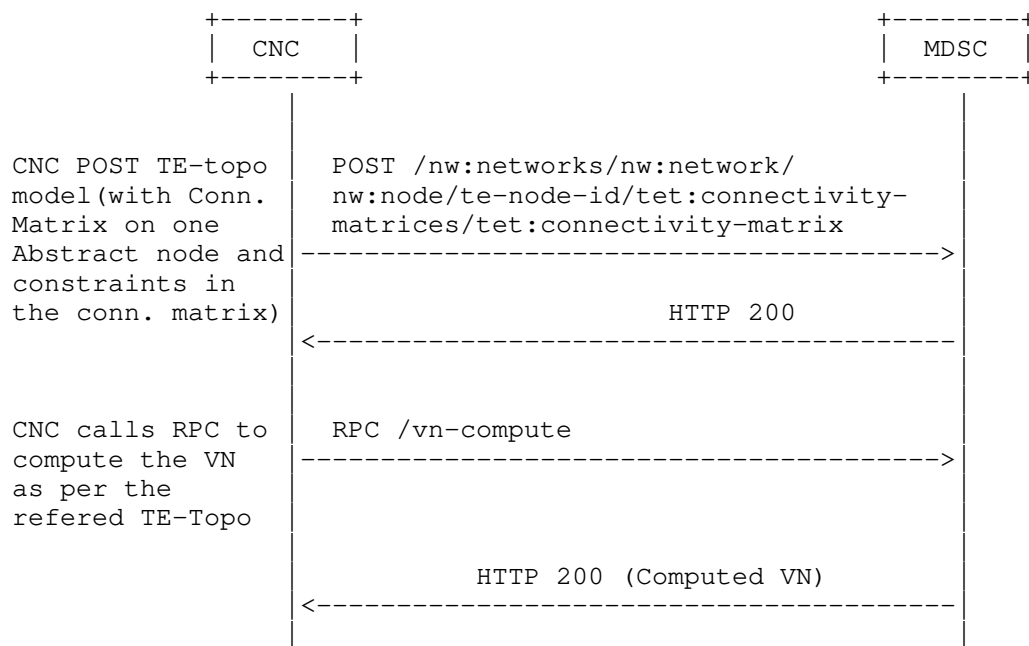 CNC
MDSC
CNC POST TE-topo
model(with Conn.
Matrix on one
Abstract node and
constraints in
the conn. matrix)
POST /nw:networks/nw:network/
nw:node/te-node-id/tet:connectivity-
matrices/tet:connectivity-matrix
HTTP 200
CNC calls RPC to
compute the VN
as per the
refered TE-Topo
RPC /vn-compute
HTTP 200 (Computed VN)